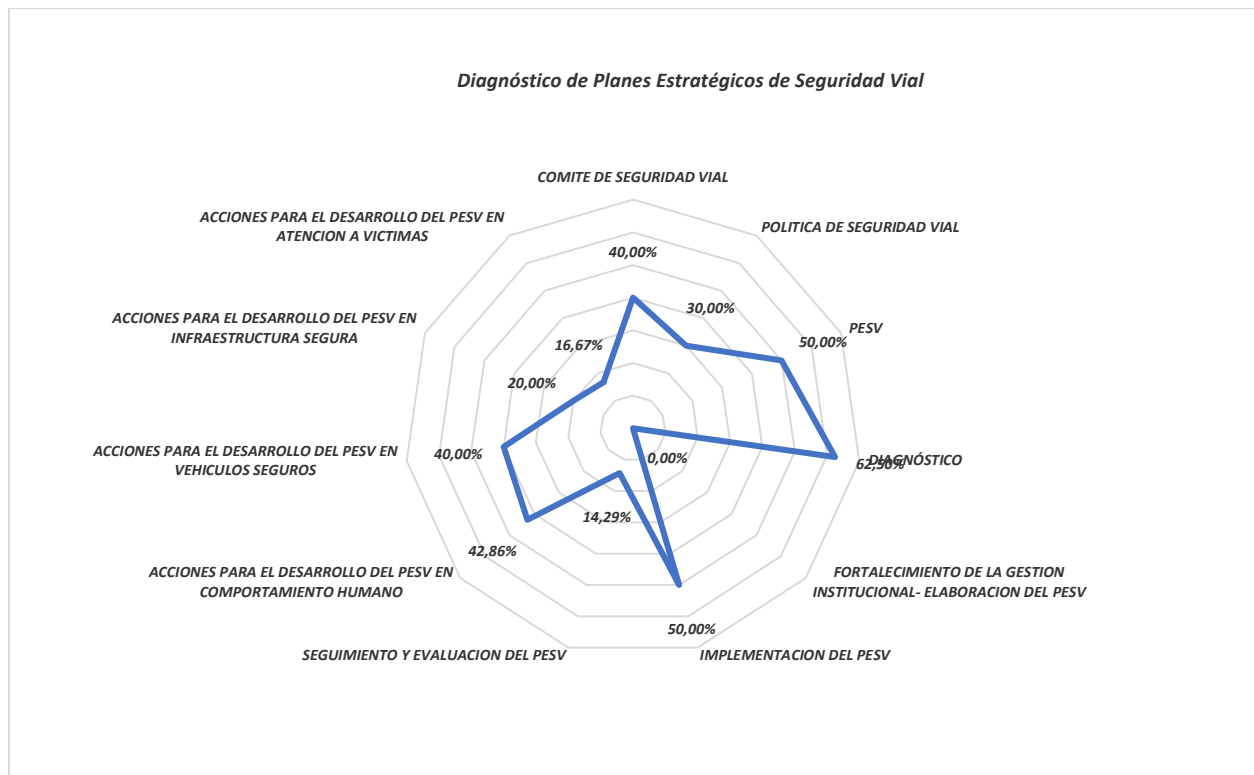 Diagnóstico de Planes Estratégicos de Seguridad Vial
COMITE DE SEGURIDAD VIAL
40,00%
POLITICA DE SEGURIDAD VIAL
30,00%
PESV
50,00%
DIAGNÓSTICO
62,50%
FORTALECIMIENTO DE LA GESTION
INSTITUCIONAL- ELABORACION DEL PESV
0,00%
IMPLEMENTACION DEL PESV
50,00%
SEGUIMIENTO Y EVALUACION DEL PESV
14,29%
ACCIONES PARA EL DESARROLLO DEL PESV EN
COMPORTAMIENTO HUMANO
42,86%
ACCIONES PARA EL DESARROLLO DEL PESV EN
VEHICULOS SEGUROS
40,00%
ACCIONES PARA EL DESARROLLO DEL PESV EN
INFRAESTRUCTURA SEGURA
20,00%
ACCIONES PARA EL DESARROLLO DEL PESV EN
ATENCION A VICTIMAS
16,67%